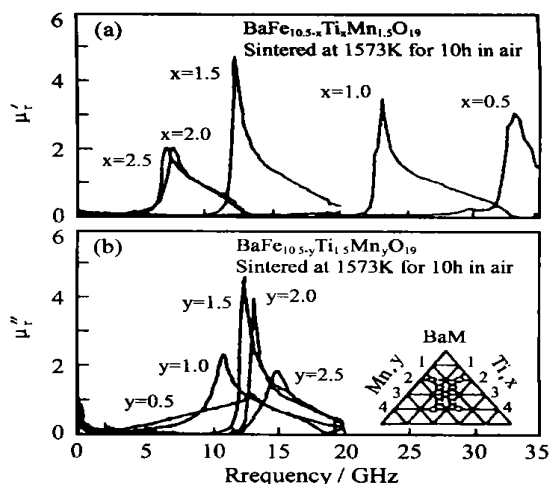 (a)
BaFe10.5-xTixMn1.5O19
Sintered at 1573K for 10h in air
x=1.5
x=1.0
x=0.5
x=2.0
x=2.5
μr'
6
4
2
0
(b)
BaFe10.5-yTi1.5MnyO19
Sintered at 1573K for 10h in air
y=1.5
y=2.0
y=1.0
y=2.5
y=0.5
BaM
Mn, y
Ti, x
1 1
2 2
3 3
4 4
μr''
6
4
2
0
0 5 10 15 20 25 30 35
Rrequency / GHz